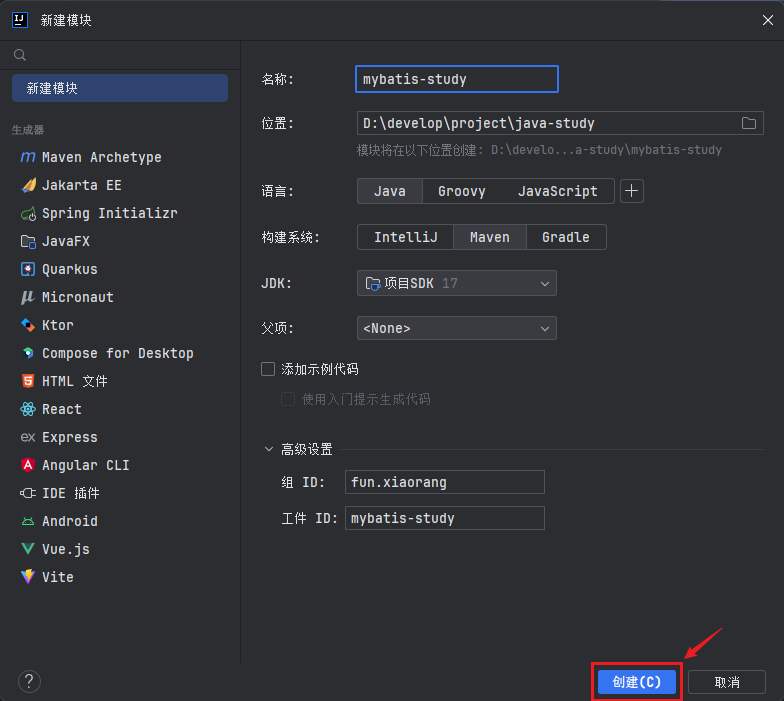 新建模块
新建模块
生成器
Maven Archetype
Jakarta EE
Spring Initializr
JavaFX
Quarkus
Micronaut
Ktor
Compose for Desktop
HTML 文件
React
ex Express
Angular CLI
IDE 插件
Android
Vue.js
Vite
?
名称:
mybatis-study
位置:
D:\develop\project\java-study
模块将在以下位置创建: D:\develo...a-study\mybatis-study
语言:
Java Groovy JavaScript
构建系统:
IntelliJ Maven Gradle
JDK:
项目SDK 17
父项:
<None>
添加示例代码
使用入门提示生成代码
高级设置
组 ID:
fun.xiaorang
工件 ID:
mybatis-study
创建(C) 取消